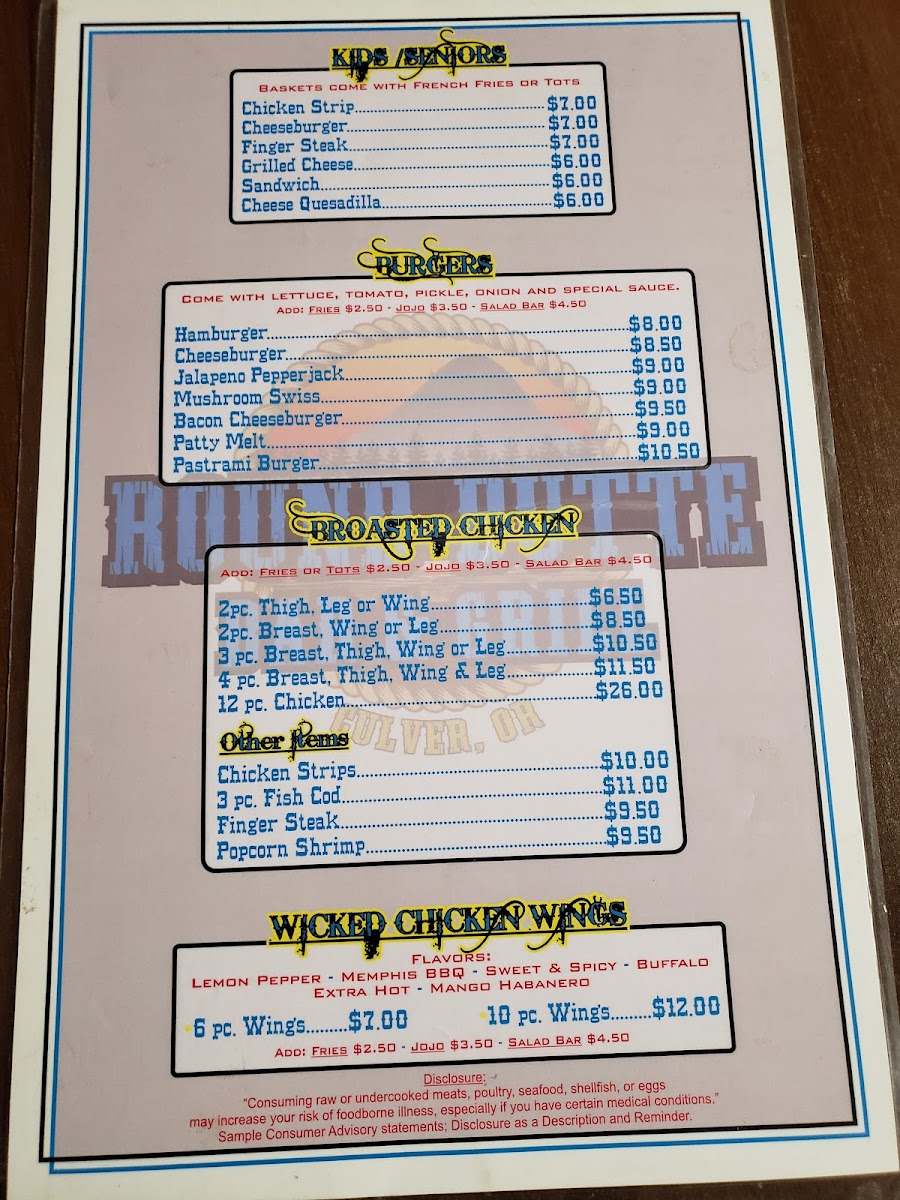 KIDS / SENIORS
BASKETS COME WITH FRENCH FRIES OR TOTS
Chicken Strip........................................$7.00
Cheeseburger........................................$7.00
Finger Steak........................................$7.00
Grilled Cheese........................................$6.00
Sandwich........................................$6.00
Cheese Quesadilla........................................$6.00
BURGERS
COME WITH LETTUCE, TOMATO, PICKLE, ONION AND SPECIAL SAUCE.
ADD: FRIES $2.50 - JOJO $3.50 - SALAD BAR $4.50
Hamburger........................................$8.00
Cheeseburger........................................$8.50
Jalapeno Pepperjack........................................$9.00
Mushroom Swiss........................................$9.00
Bacon Cheeseburger........................................$9.50
Patty Melt........................................$9.00
Pastrami Burger........................................$10.50
ROUND BUTTE
BAR & GRILL
CULVER, OR
BROASTED CHICKEN
ADD: FRIES OR TOTS $2.50 - JOJO $3.50 - SALAD BAR $4.50
2pc. Thigh, Leg or Wing..............................$6.50
2pc. Breast, Wing or Leg..............................$8.50
3 pc. Breast, Thigh, Wing or Leg....................$10.50
4 pc. Breast, Thigh, Wing & Leg....................$11.50
12 pc. Chicken........................................$26.00
Other Items
Chicken Strips........................................$10.00
3 pc. Fish Cod........................................$11.00
Finger Steak........................................$9.50
Popcorn Shrimp........................................$9.50
WICKED CHICKEN WINGS
FLAVORS:
LEMON PEPPER - MEMPHIS BBQ - SWEET & SPICY - BUFFALO
EXTRA HOT - MANGO HABANERO
•6 pc. Wings.........$7.00 •10 pc. Wings.........$12.00
ADD: FRIES $2.50 - JOJO $3.50 - SALAD BAR $4.50
Disclosure:
"Consuming raw or undercooked meats, poultry, seafood, shellfish, or eggs
may increase your risk of foodborne illness, especially if you have certain medical conditions."
Sample Consumer Advisory statements; Disclosure as a Description and Reminder.